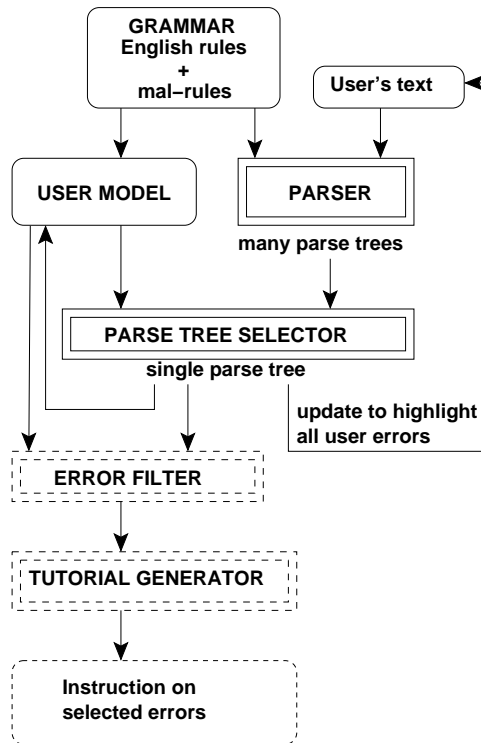 GRAMMAR
English rules
+
mal–rules
User's text
USER MODEL
PARSER
many parse trees
PARSE TREE SELECTOR
single parse tree
update to highlight
all user errors
ERROR FILTER
TUTORIAL GENERATOR
Instruction on
selected errors